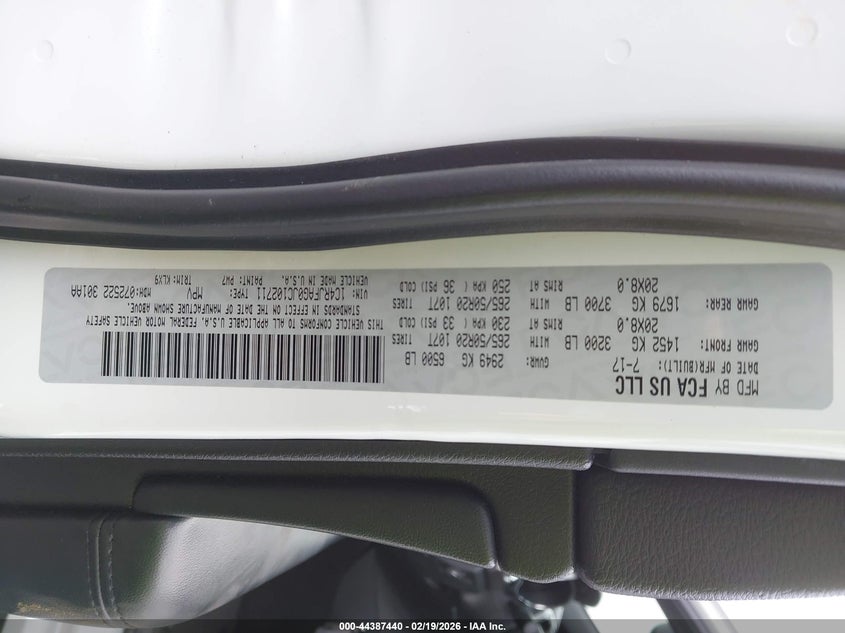 MFD BY FCA US LLC
DATE OF MFR(BUILT): 7-17
GVWR: 2949 KG 6500 LB
GAWR FRONT: 1452 KG 3200 LB WITH 265/50R20 107T TIRES
20X8.0 RIMS AT 230 KPA ( 33 PSI) COLD
GAWR REAR: 1679 KG 3700 LB WITH 265/50R20 107T TIRES
20X8.0 RIMS AT 250 KPA ( 36 PSI) COLD
THIS VEHICLE CONFORMS TO ALL APPLICABLE U.S.A. FEDERAL MOTOR VEHICLE SAFETY
STANDARDS IN EFFECT ON THE DATE OF MANUFACTURE SHOWN ABOVE.
VIN: 1C4RJFAG0JC102711 TYPE: MPV MDH:072522 301AA
VEHICLE MADE IN U.S.A. PAINT: PW7 TRIM:KLX9
000-44387440 - 02/19/2026 - IAA Inc.